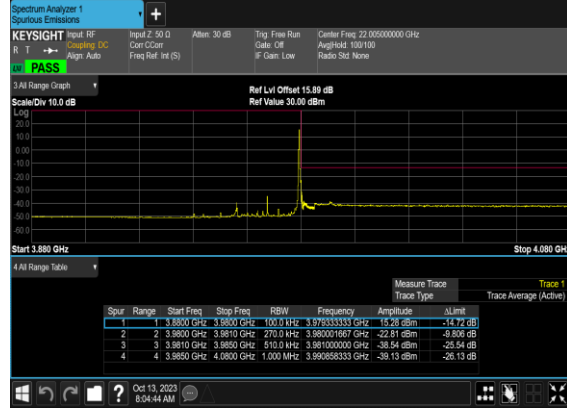 Spectrum Analyzer 1
Spurious Emissions
+
KEYSIGHT Input: RF Input Z: 50 Ω Atten: 30 dB Trig: Free Run Center Freq: 22.005000000 GHz
R T Coupling: DC Corr CCorr Gate: Off Avg|Hold: 100/100
Align: Auto Freq Ref: Int (S) IF Gain: Low Radio Std: None
LW PASS
3 All Range Graph
Ref Lvl Offset 15.89 dB
Scale/Div 10.0 dB Ref Value 30.00 dBm
Log
20.0
10.0
0.00
-10.0
-20.0
-30.0
-40.0
-50.0
-60.0
Start 3.880 GHz Stop 4.080 GHz
4 All Range Table
Measure Trace Trace 1
Trace Type Trace Average (Active)
Spur Range Start Freq Stop Freq RBW Frequency Amplitude ΔLimit
1 1 3.8800 GHz 3.9800 GHz 100.0 kHz 3.979333333 GHz 15.28 dBm -14.72 dB
2 2 3.9800 GHz 3.9810 GHz 270.0 kHz 3.980001667 GHz -22.81 dBm -9.806 dB
3 3 3.9810 GHz 3.9850 GHz 510.0 kHz 3.981000000 GHz -38.54 dBm -25.54 dB
4 4 3.9850 GHz 4.0800 GHz 1.000 MHz 3.990858333 GHz -39.13 dBm -26.13 dB
? Oct 13, 2023
8:04:44 AM